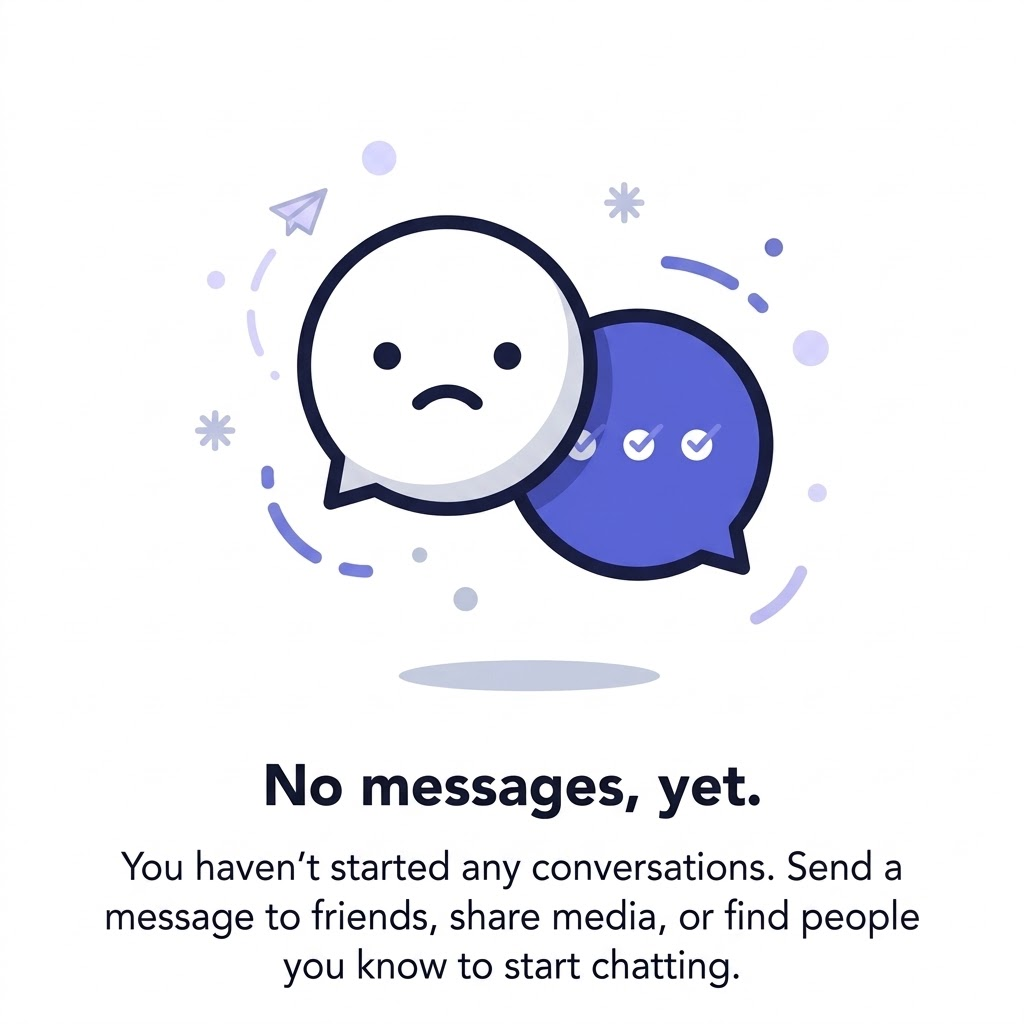 No messages, yet.
You haven’t started any conversations. Send a
message to friends, share media, or find people
you know to start chatting.